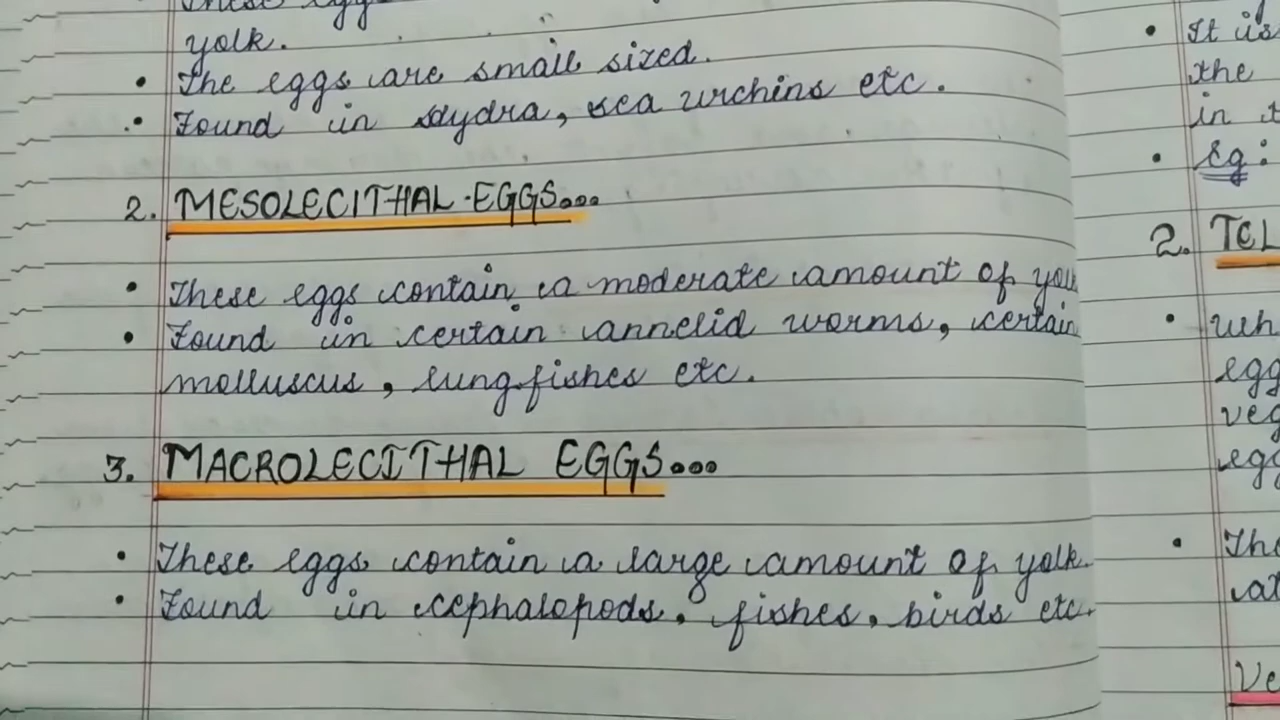 These eggs
yolk.
• The eggs are small sized.
• Found in Hydra, sea urchins etc.
2. MESOLECITHAL EGGS...
• These eggs contain a moderate amount of yolk
• Found in certain annelid worms, certain
molluscus, lungfishes etc.
3. MACROLECITHAL EGGS...
• These eggs contain a large amount of yolk.
• Found in cephalopods, fishes, birds etc.
• It is
the
in t
• Eg:
2. TEL
• wh
egg
veg
egg
• The
at
Ve